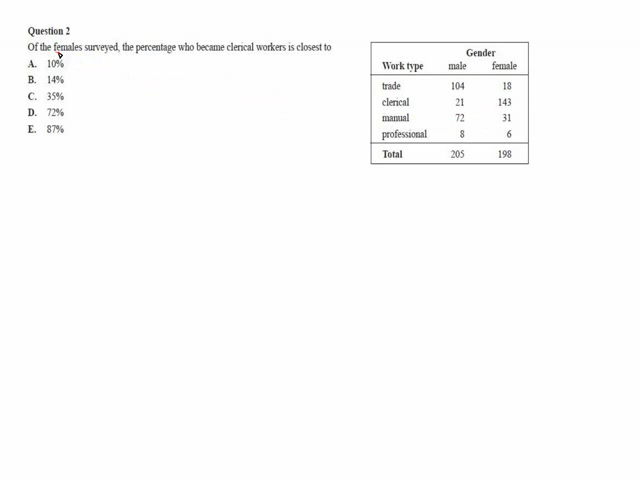 Question 2
Of the females surveyed, the percentage who became clerical workers is closest to
A. 10%
B. 14%
C. 35%
D. 72%
E. 87%
Gender
Work type male female
trade 104 18
clerical 21 143
manual 72 31
professional 8 6
Total 205 198